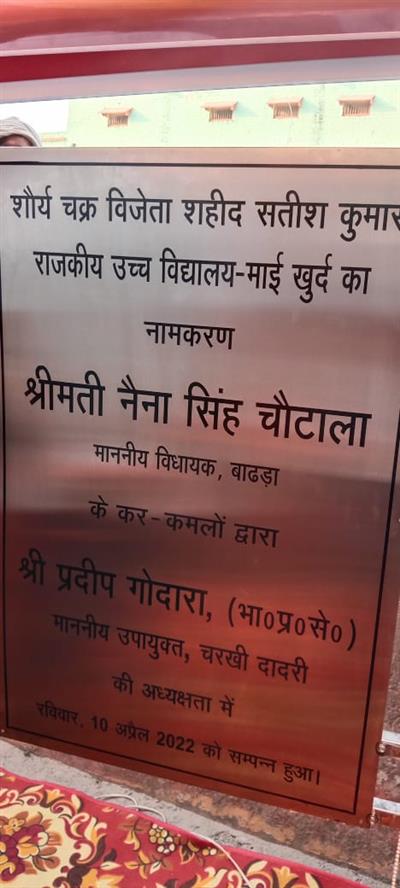 शौर्य चक्र विजेता शहीद सतीश कुमार
राजकीय उच्च विद्यालय-माई खुर्द का
नामकरण
श्रीमती नैना सिंह चौटाला
माननीय विधायक, बाढड़ा
के कर-कमलों द्वारा
श्री प्रदीप गोदारा, (भा०प्र०से०)
माननीय उपायुक्त, चरखी दादरी
की अध्यक्षता में
रविवार, 10 अप्रैल 2022 को सम्पन्न हुआ।